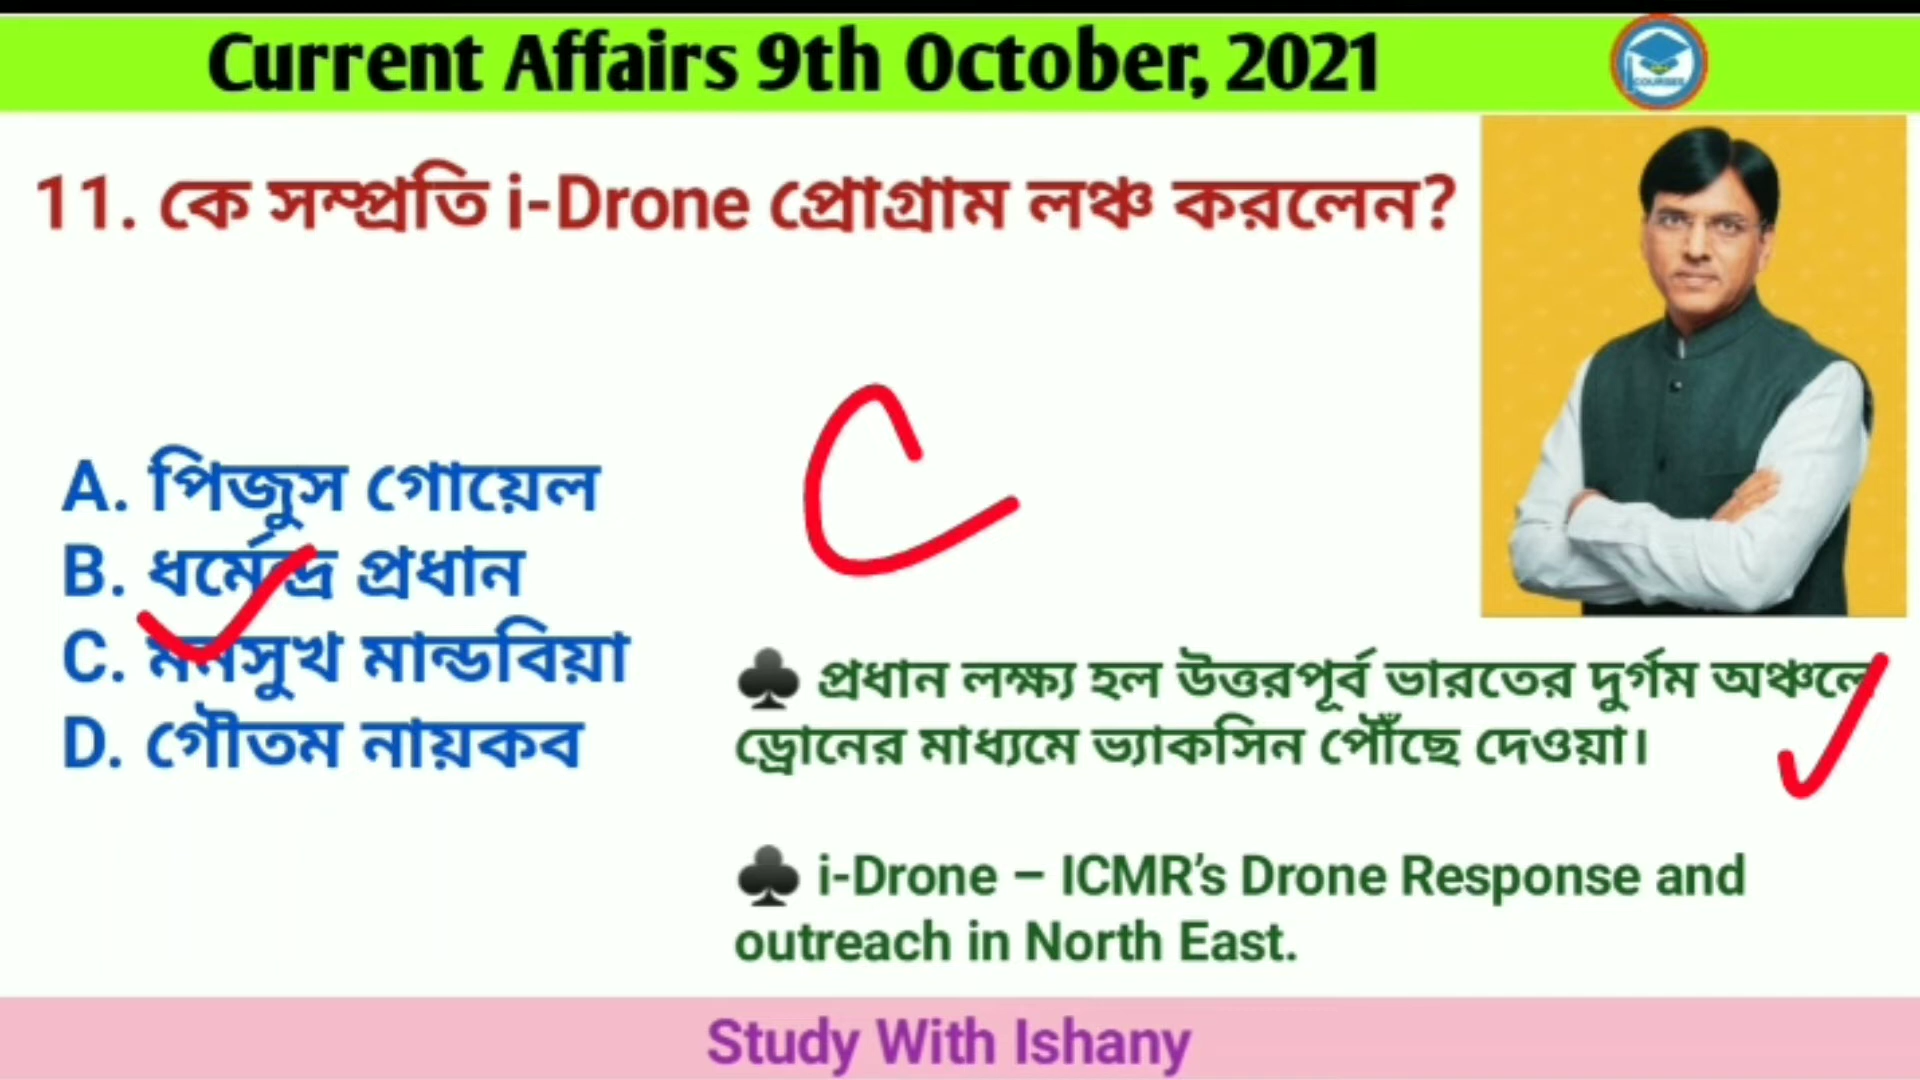 Current Affairs 9th October, 2021
COURSES
11. কে সম্প্রতি i-Drone প্রোগ্রাম লঞ্চ করলেন?
A. পিজুস গোয়েল
B. ধর্মেন্দ্র প্রধান
C. মনসুখ মান্ডবিয়া
D. গৌতম নায়কব
C
♣ প্রধান লক্ষ্য হল উত্তরপূর্ব ভারতের দুর্গম অঞ্চলে
ড্রোনের মাধ্যমে ভ্যাকসিন পৌঁছে দেওয়া।
♣ i-Drone – ICMR’s Drone Response and
outreach in North East.
Study With Ishany